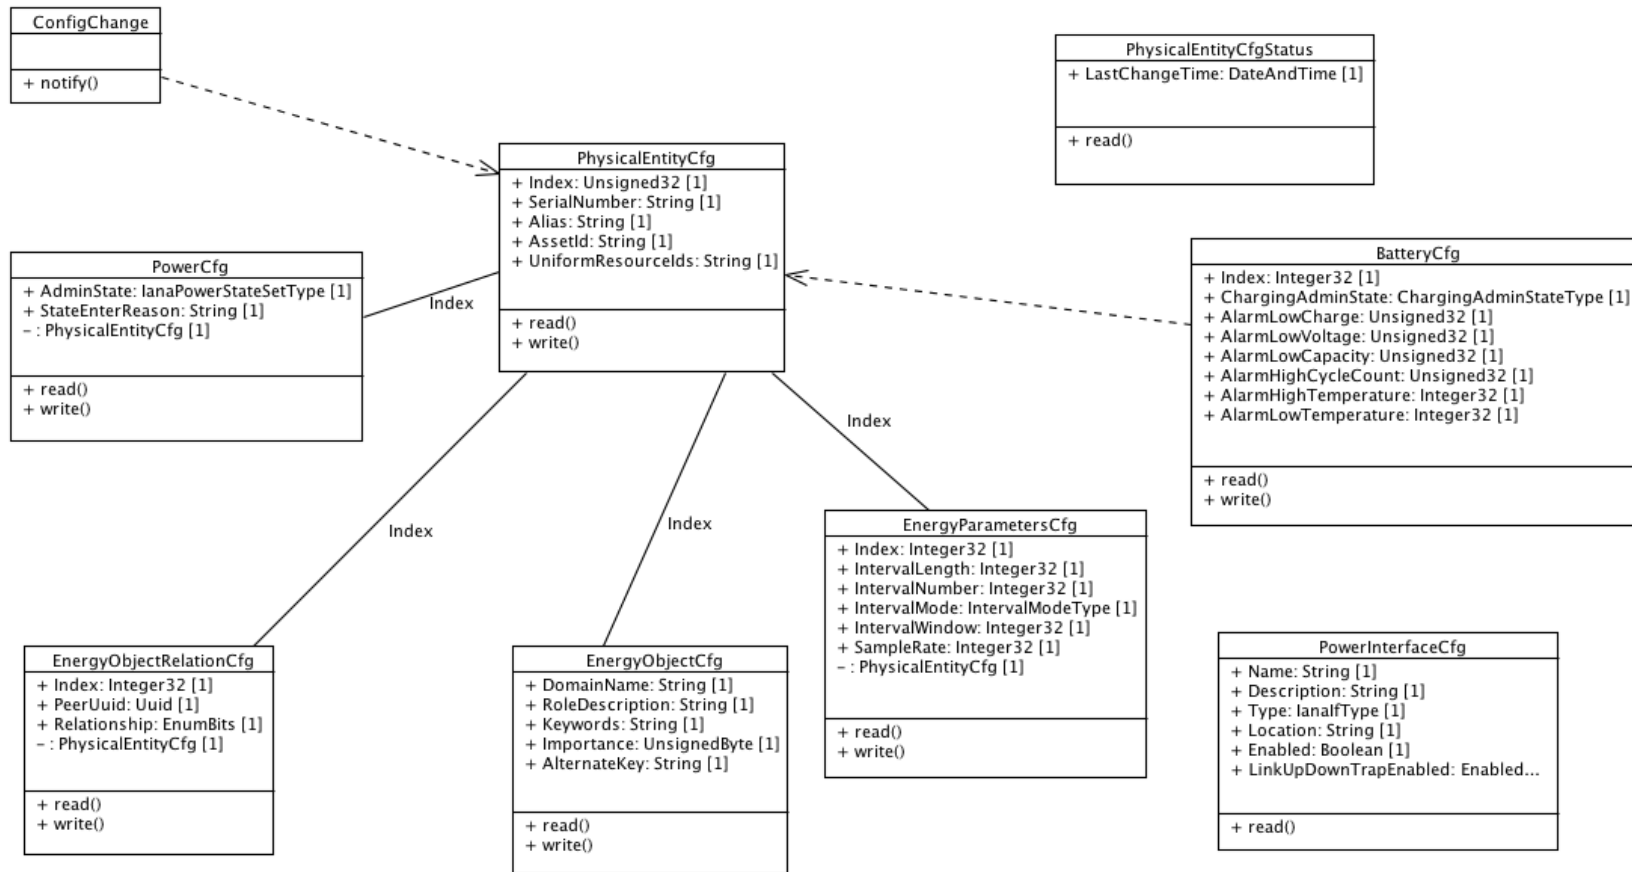 ConfigChange
+ notify()
PhysicalEntityCfgStatus
+ LastChangeTime: DateAndTime [1]
+ read()
PhysicalEntityCfg
+ Index: Unsigned32 [1]
+ SerialNumber: String [1]
+ Alias: String [1]
+ AssetId: String [1]
+ UniformResourceIds: String [1]
+ read()
+ write()
PowerCfg
+ AdminState: IanaPowerStateSetType [1]
+ StateEnterReason: String [1]
- : PhysicalEntityCfg [1]
+ read()
+ write()
Index
BatteryCfg
+ Index: Integer32 [1]
+ ChargingAdminState: ChargingAdminStateType [1]
+ AlarmLowCharge: Unsigned32 [1]
+ AlarmLowVoltage: Unsigned32 [1]
+ AlarmLowCapacity: Unsigned32 [1]
+ AlarmHighCycleCount: Unsigned32 [1]
+ AlarmHighTemperature: Integer32 [1]
+ AlarmLowTemperature: Integer32 [1]
+ read()
+ write()
Index
Index
Index
EnergyParametersCfg
+ Index: Integer32 [1]
+ IntervalLength: Integer32 [1]
+ IntervalNumber: Integer32 [1]
+ IntervalMode: IntervalModeType [1]
+ IntervalWindow: Integer32 [1]
+ SampleRate: Integer32 [1]
- : PhysicalEntityCfg [1]
+ read()
+ write()
EnergyObjectRelationCfg
+ Index: Integer32 [1]
+ PeerUuid: Uuid [1]
+ Relationship: EnumBits [1]
- : PhysicalEntityCfg [1]
+ read()
+ write()
EnergyObjectCfg
+ DomainName: String [1]
+ RoleDescription: String [1]
+ Keywords: String [1]
+ Importance: UnsignedByte [1]
+ AlternateKey: String [1]
+ read()
+ write()
PowerInterfaceCfg
+ Name: String [1]
+ Description: String [1]
+ Type: IanaIfType [1]
+ Location: String [1]
+ Enabled: Boolean [1]
+ LinkUpDownTrapEnabled: Enabled...
+ read()